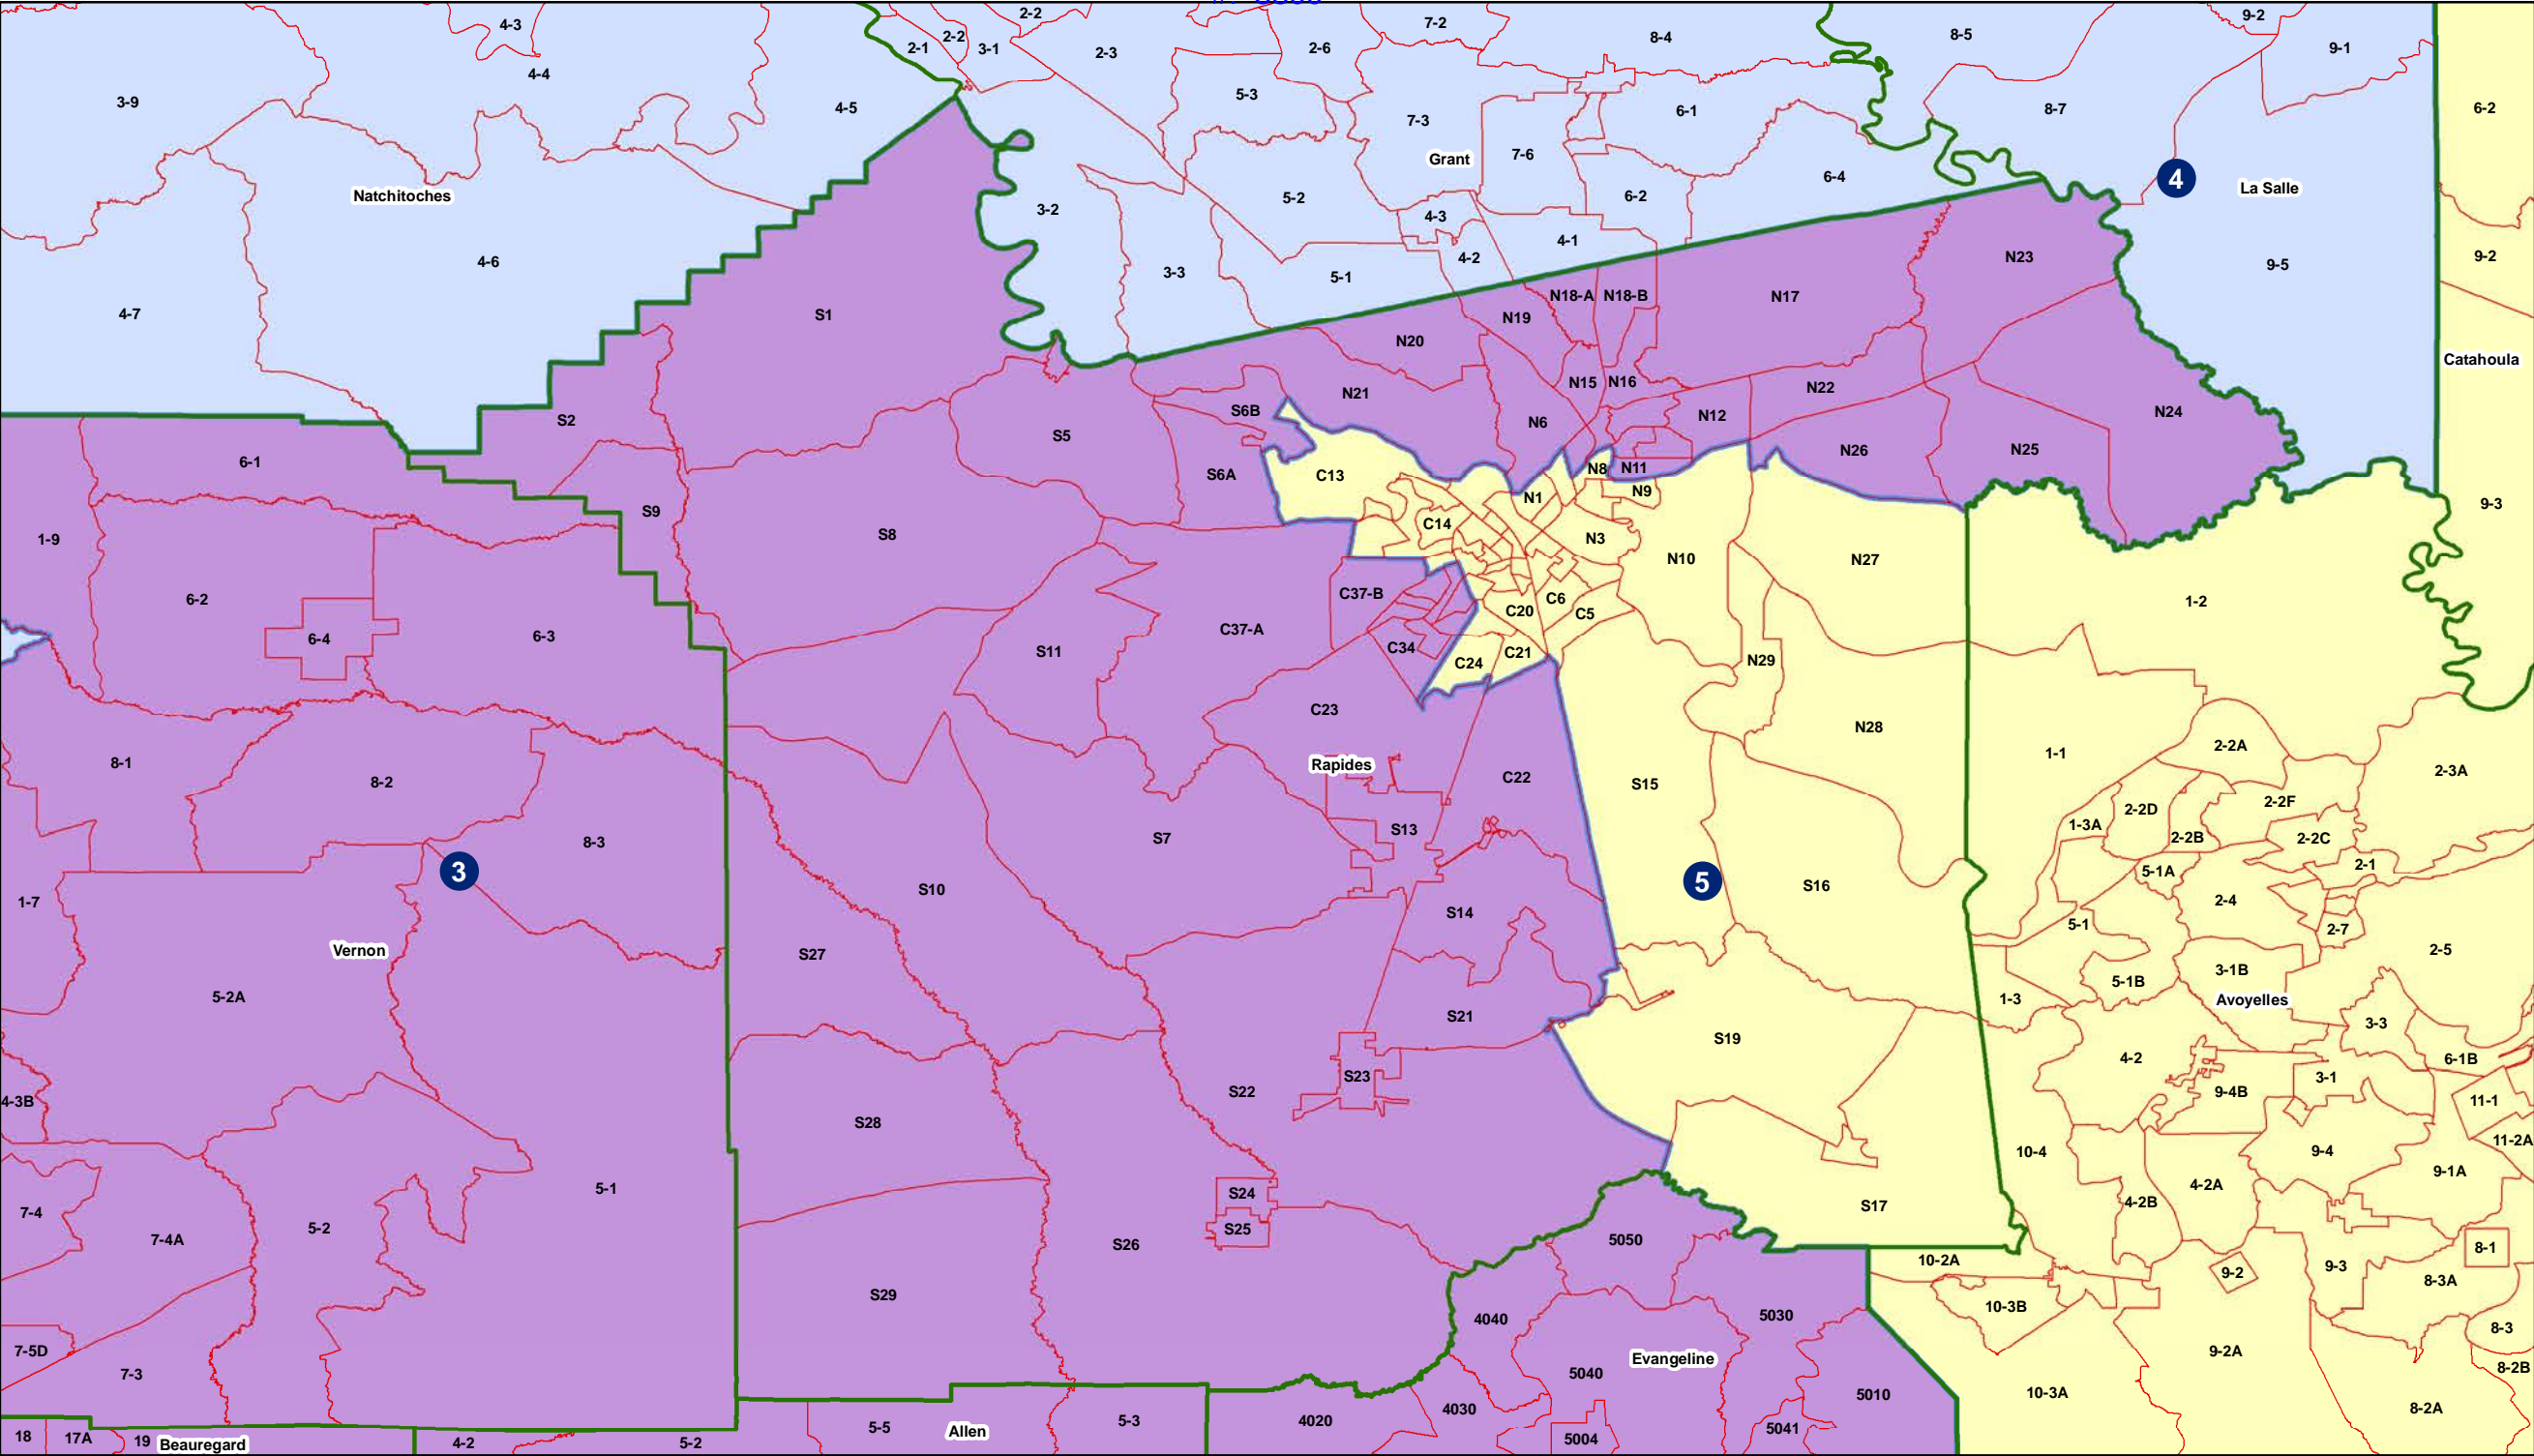 4-3
2-2
2-2
2-1
3-1
2-3
2-6
7-2
8-4
8-5
9-2
9-1
4-4
3-9
4-5
5-3
7-3
6-1
8-7
6-2
Grant
7-6
6-4
4
La Salle
Natchitoches
3-2
5-2
4-3
6-2
4-1
4-6
3-3
5-1
4-2
N23
9-5
9-2
4-7
S1
N18-A
N18-B
N17
N19
N20
Catahoula
N21
N15
N16
N22
S2
S5
S6B
N6
N12
N24
6-1
S6A
C13
N8
N11
N26
N25
1-9
S9
S8
N1
N9
9-3
C14
N3
N10
N27
6-2
C37-B
C20
C6
C5
1-2
6-4
6-3
S11
C37-A
C34
C24
C21
N29
C23
N28
8-1
8-2
Rapides
C22
S15
1-1
2-2A
2-3A
8-3
S7
S13
1-3A
2-2D
2-2B
2-2F
2-2C
2-1
3
S10
5
S16
5-1A
2-4
1-7
Vernon
S27
S14
5-1
2-7
2-5
5-2A
S21
1-3
5-1B
3-1B
Avoyelles
3-3
S19
4-2
6-1B
4-3B
S28
S22
S23
9-4B
3-1
11-1
11-2A
10-4
9-4
9-1A
7-4
7-4A
5-2
5-1
S24
S25
S26
S17
4-2B
4-2A
5050
10-2A
9-2
9-3
8-1
8-3A
S29
4040
5030
10-3B
8-3
7-5D
7-3
Evangeline
5040
5010
9-2A
10-3A
8-2B
8-2A
18
17A
19
Beauregard
4-2
5-2
5-5
Allen
5-3
4020
4030
5004
5041